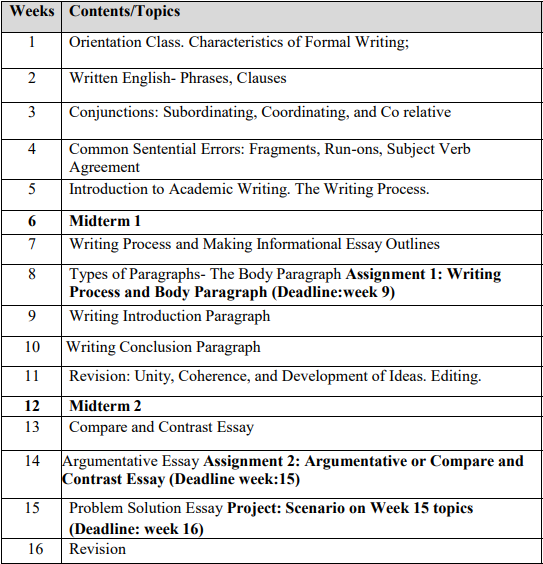 Weeks Contents/Topics
1 Orientation Class. Characteristics of Formal Writing;
2 Written English- Phrases, Clauses
3 Conjunctions: Subordinating, Coordinating, and Co relative
4 Common Sentential Errors: Fragments, Run-ons, Subject Verb
Agreement
5 Introduction to Academic Writing. The Writing Process.
6 Midterm 1
7 Writing Process and Making Informational Essay Outlines
8 Types of Paragraphs- The Body Paragraph Assignment 1: Writing
Process and Body Paragraph (Deadline:week 9)
9 Writing Introduction Paragraph
10 Writing Conclusion Paragraph
11 Revision: Unity, Coherence, and Development of Ideas. Editing.
12 Midterm 2
13 Compare and Contrast Essay
14 Argumentative Essay Assignment 2: Argumentative or Compare and
Contrast Essay (Deadline week:15)
15 Problem Solution Essay Project: Scenario on Week 15 topics
(Deadline: week 16)
16 Revision